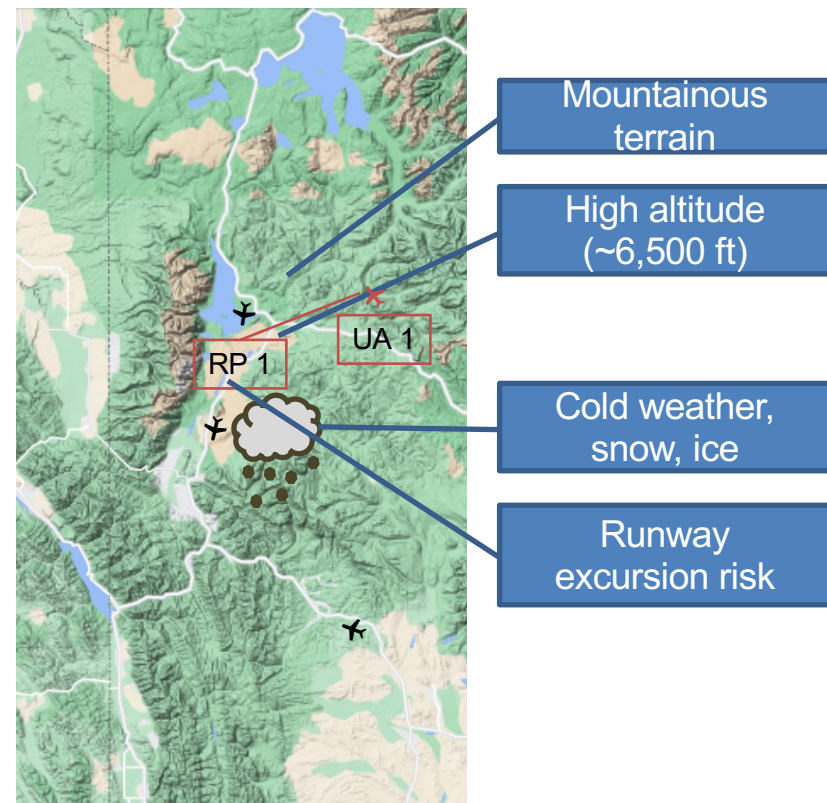 Mountainous
terrain
High altitude
(~6,500 ft)
UA 1
RP 1
Cold weather,
snow, ice
Runway
excursion risk